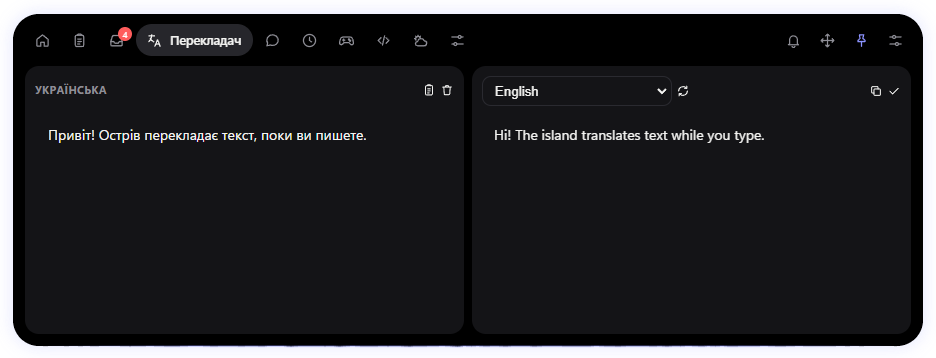 4
Перекладач
УКРАЇНСЬКА
English
Привіт! Острів перекладає текст, поки ви пишете.
Hi! The island translates text while you type.